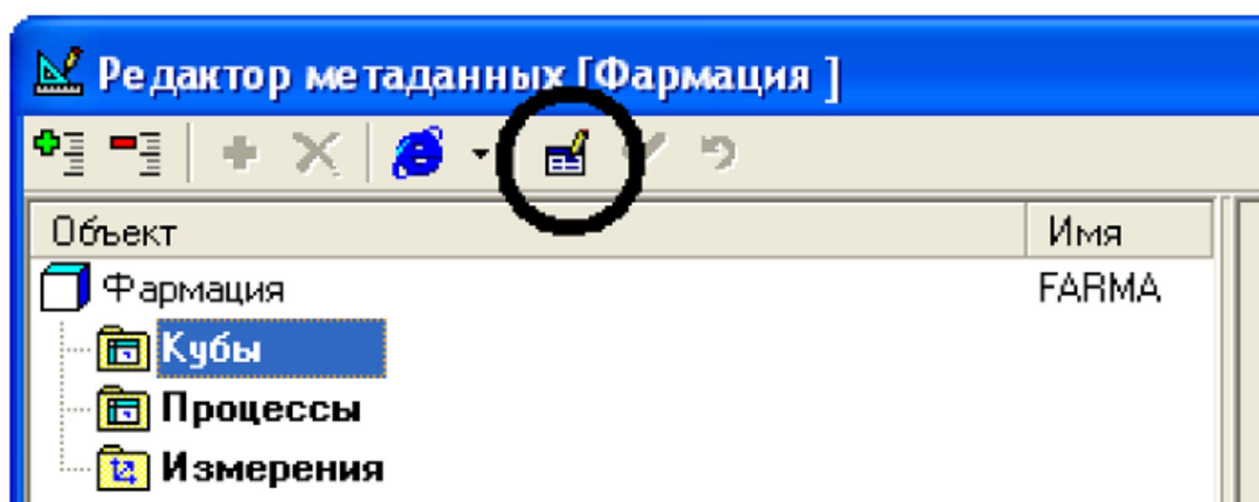 Редактор метаданных [Фармация ]
Объект Имя
Фармация FARMA
Кубы
Процессы
Измерения